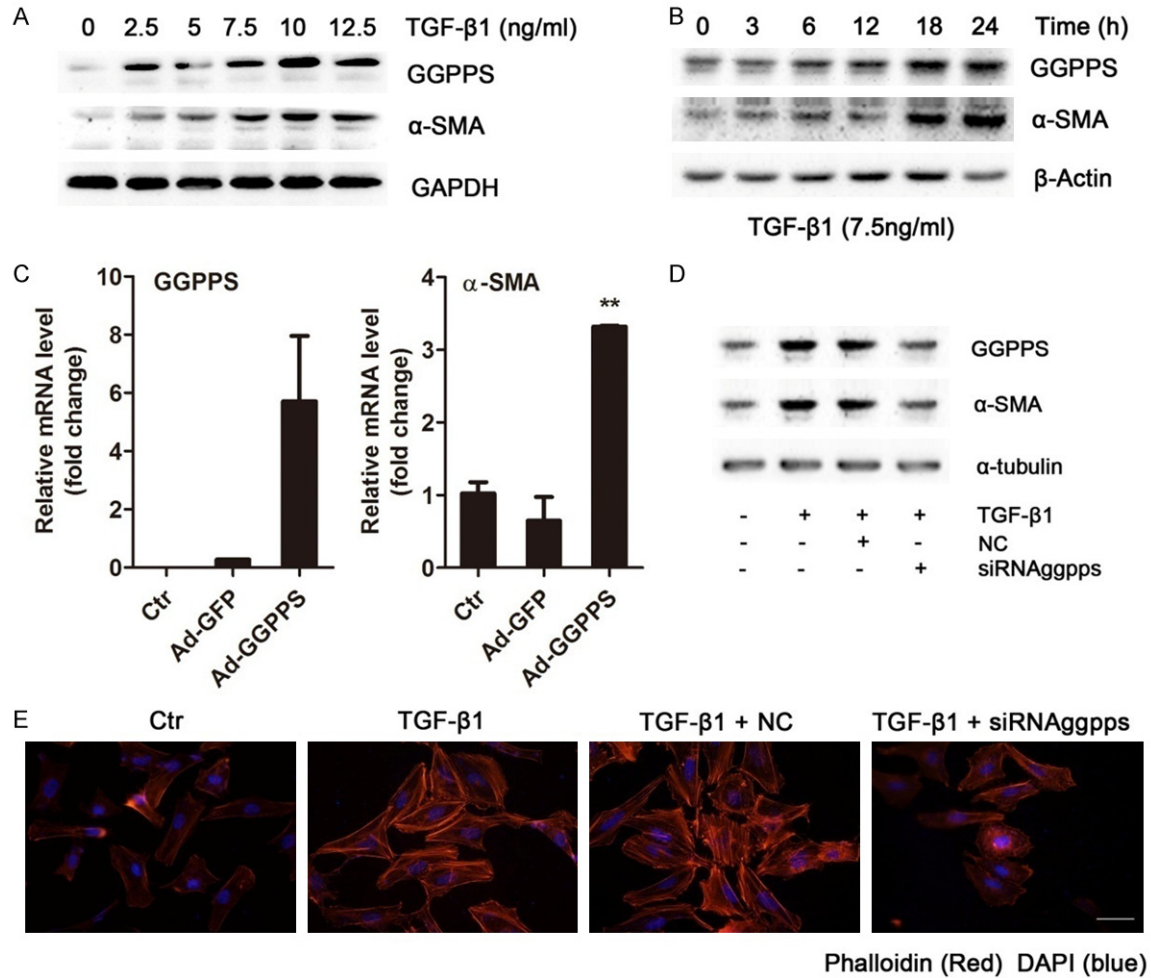 A
0 2.5 5 7.5 10 12.5 TGF-β1 (ng/ml)
GGPPS
α-SMA
GAPDH
B
0 3 6 12 18 24 Time (h)
GGPPS
α-SMA
β-Actin
TGF-β1 (7.5ng/ml)
C
GGPPS
Relative mRNA level
(fold change)
10
8
6
4
2
0
Ctr
Ad-GFP
Ad-GGPPS
α-SMA
Relative mRNA level
(fold change)
4
3
2
1
0
**
Ctr
Ad-GFP
Ad-GGPPS
D
GGPPS
α-SMA
α-tubulin
- + + + TGF-β1
- - + - NC
- - - + siRNAggpps
E
Ctr
TGF-β1
TGF-β1 + NC
TGF-β1 + siRNAggpps
Phalloidin (Red) DAPI (blue)